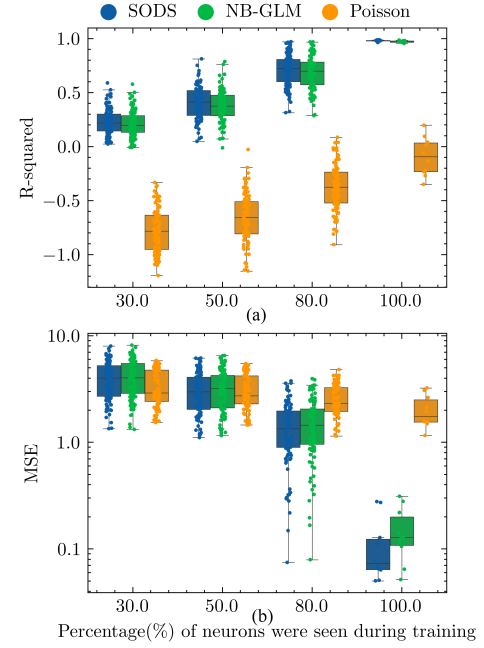 SODS NB-GLM Poisson
1.0
0.5
0.0
−0.5
−1.0
R-squared
30.0 50.0 80.0 100.0
(a)
10.0
1.0
0.1
MSE
30.0 50.0 80.0 100.0
(b)
Percentage(%) of neurons were seen during training